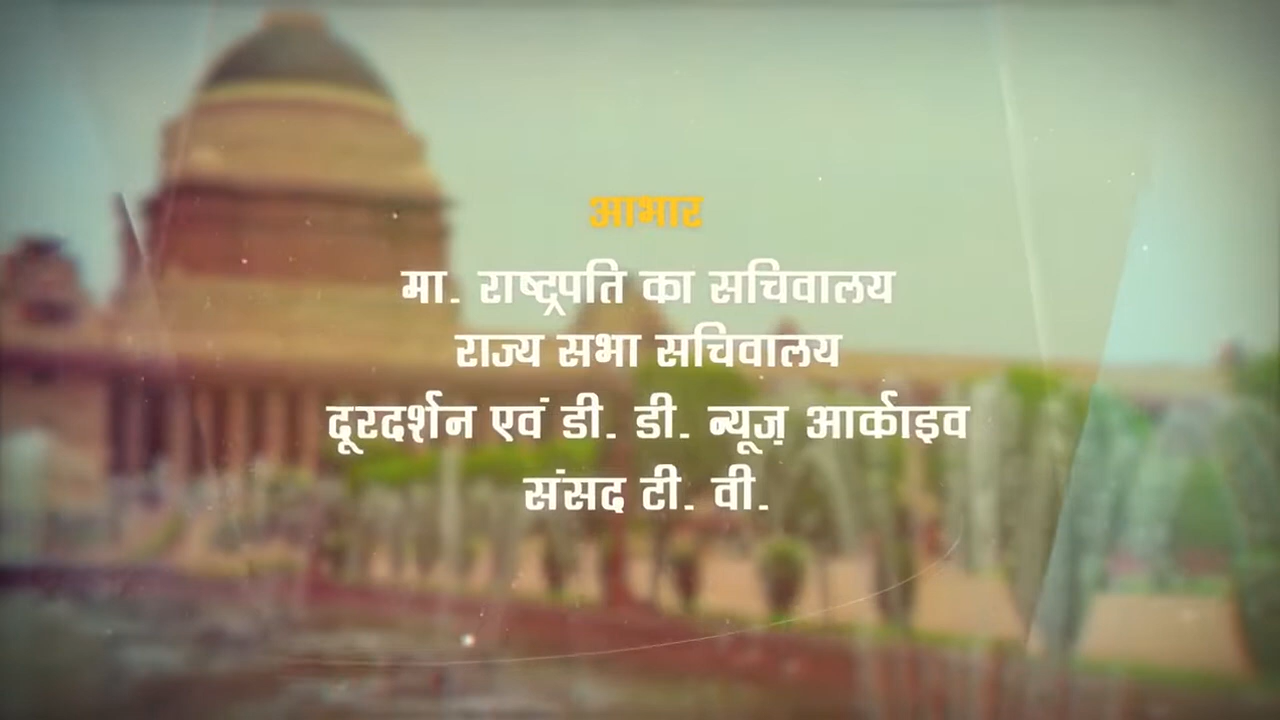 आभार
मा. राष्ट्रपति का सचिवालय
राज्य सभा सचिवालय
दूरदर्शन एवं डी. डी. न्यूज़ आर्काइव
संसद टी. वी.